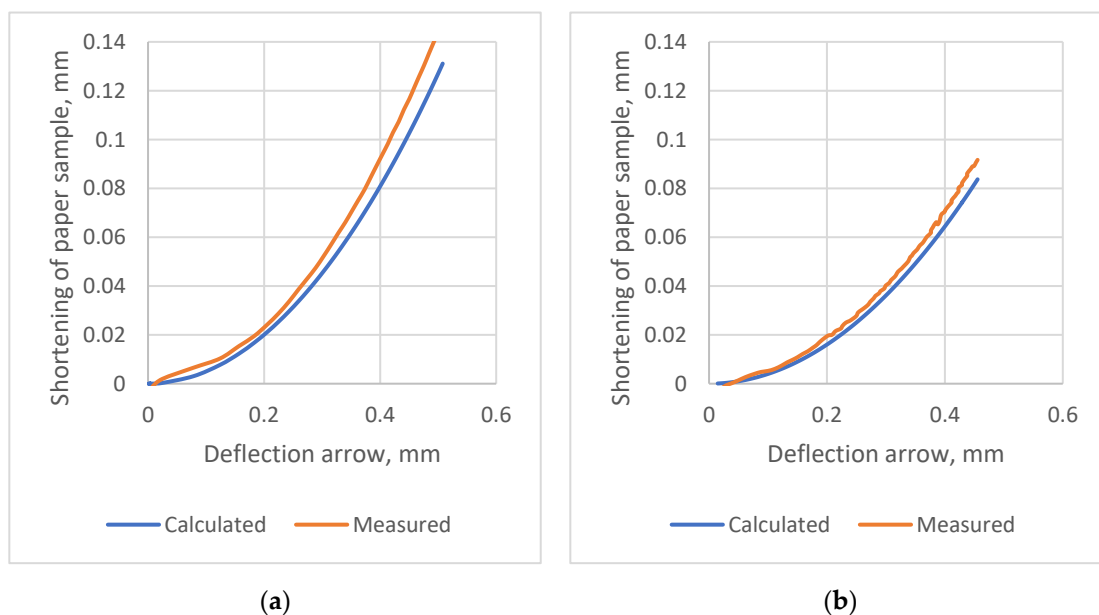 Shortening of paper sample, mm
0.14
0.12
0.1
0.08
0.06
0.04
0.02
0
0 0.2 0.4 0.6
Deflection arrow, mm
Calculated Measured
(a)
Shortening of paper sample, mm
0.14
0.12
0.1
0.08
0.06
0.04
0.02
0
0 0.2 0.4 0.6
Deflection arrow, mm
Calculated Measured
(b)